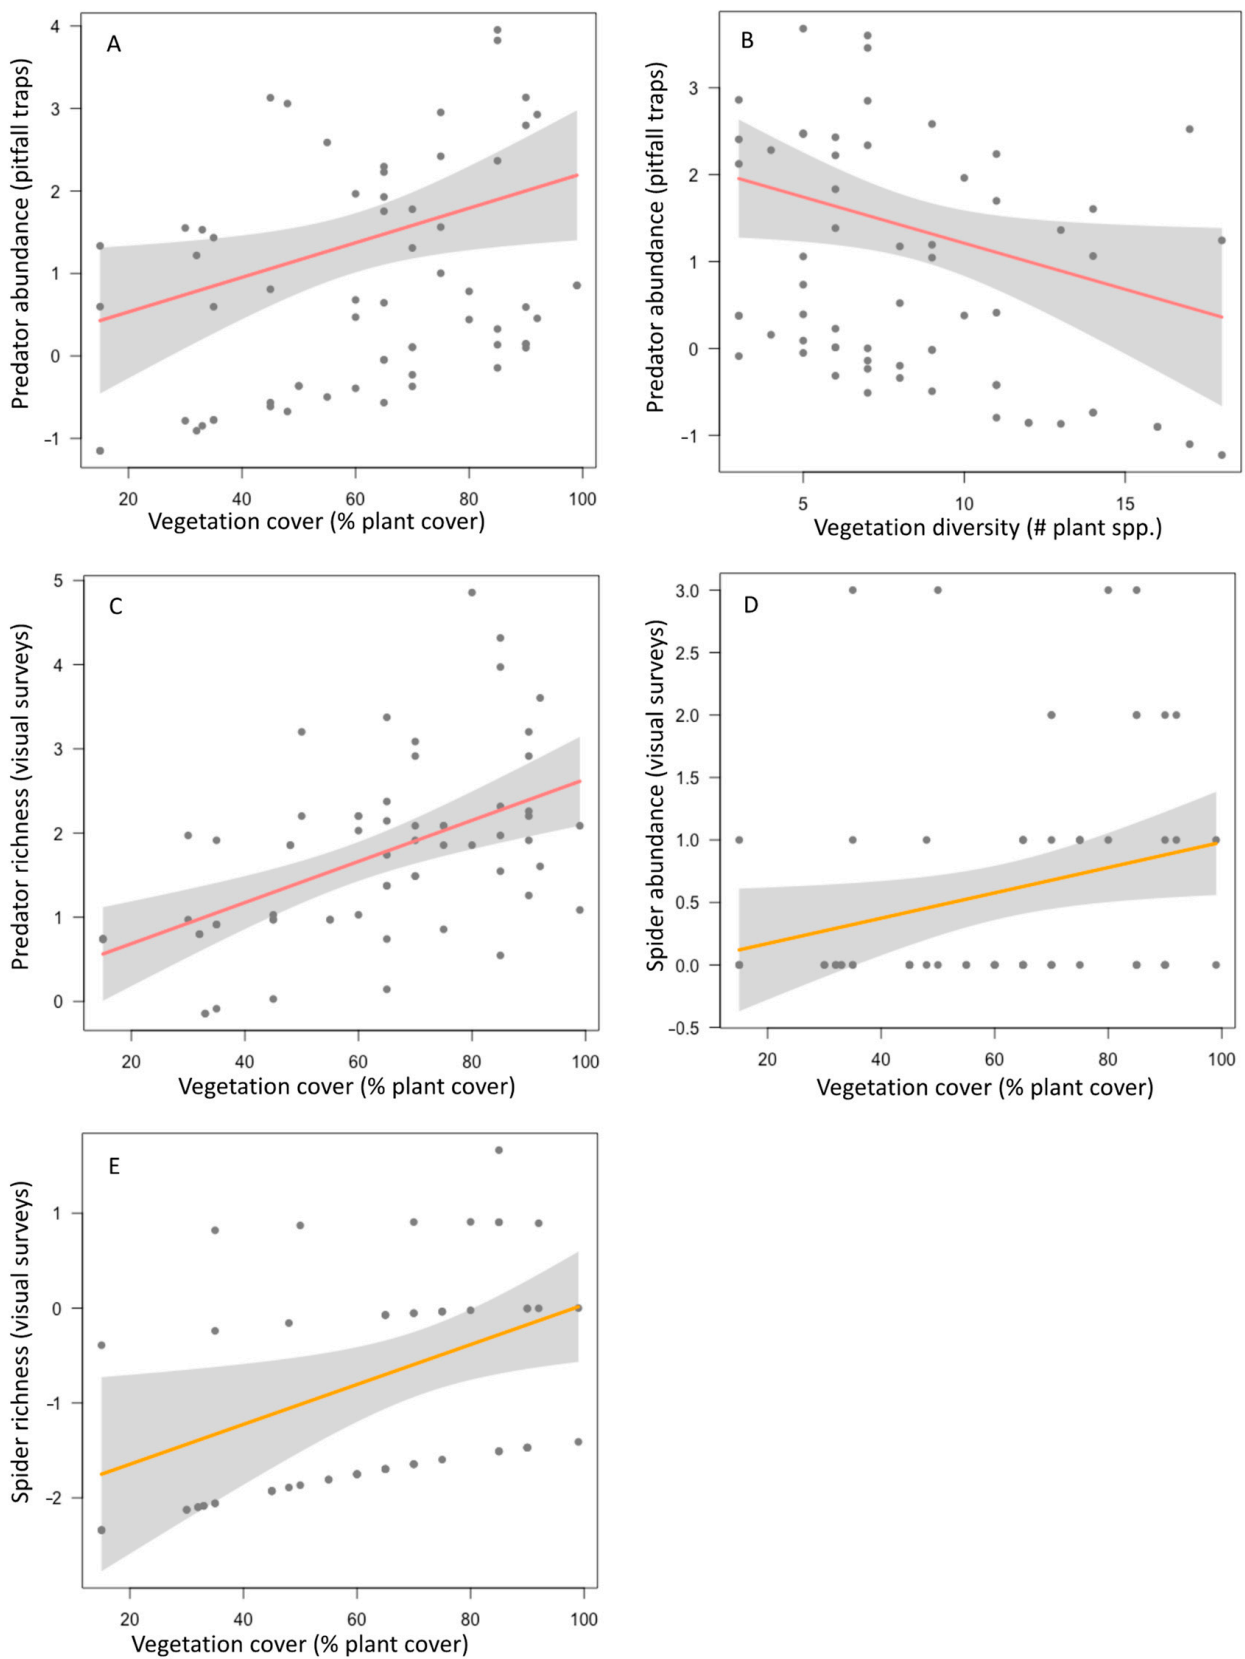 A
Predator abundance (pitfall traps)
4
3
2
1
0
-1
20 40 60 80 100
Vegetation cover (% plant cover)
B
Predator abundance (pitfall traps)
3
2
1
0
-1
5 10 15
Vegetation diversity (# plant spp.)
C
Predator richness (visual surveys)
5
4
3
2
1
0
20 40 60 80 100
Vegetation cover (% plant cover)
D
Spider abundance (visual surveys)
3.0
2.5
2.0
1.5
1.0
0.5
0.0
-0.5
20 40 60 80 100
Vegetation cover (% plant cover)
E
Spider richness (visual surveys)
1
0
-1
-2
20 40 60 80 100
Vegetation cover (% plant cover)